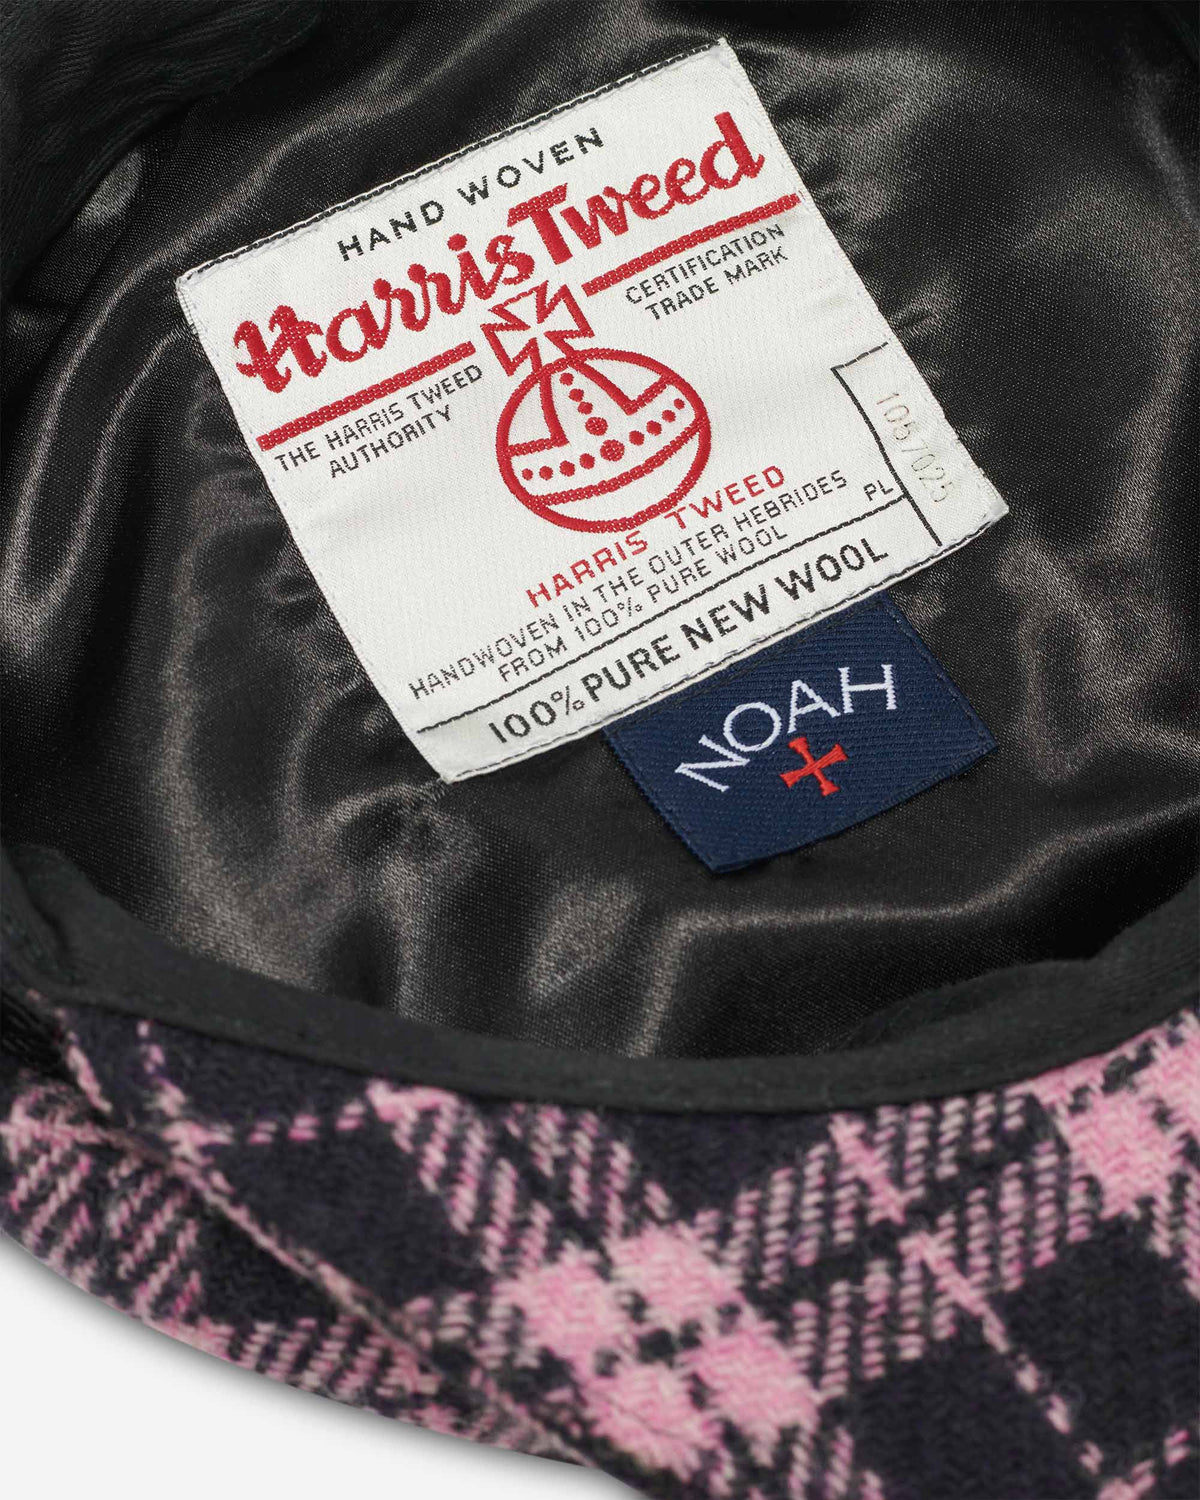 HAND WOVEN
Harris Tweed
CERTIFICATION
TRADE MARK
THE HARRIS TWEED
AUTHORITY
HARRIS TWEED
HANDWOVEN IN THE OUTER HEBRIDES
FROM 100% PURE WOOL
PL
1057025
100% PURE NEW WOOL
NOAH